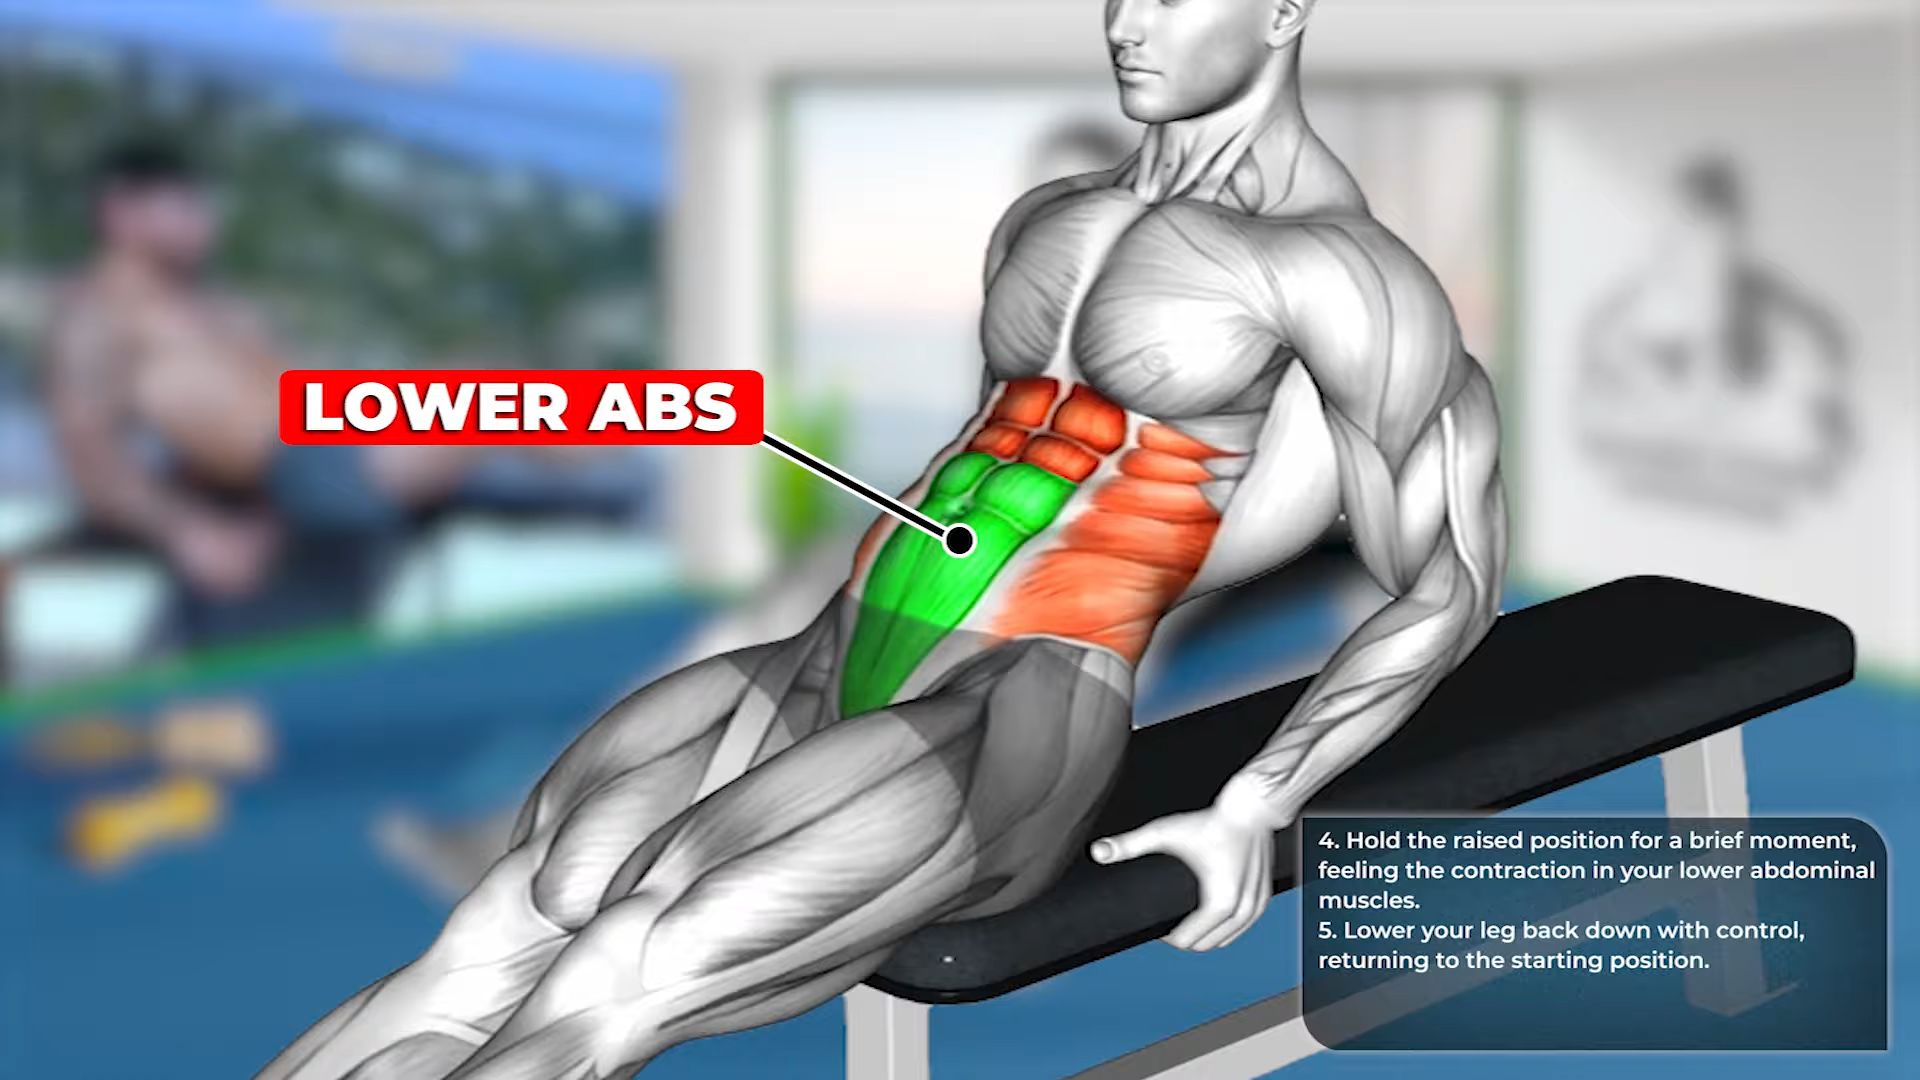 LOWER ABS
4. Hold the raised position for a brief moment,
feeling the contraction in your lower abdominal
muscles.
5. Lower your leg back down with control,
returning to the starting position.